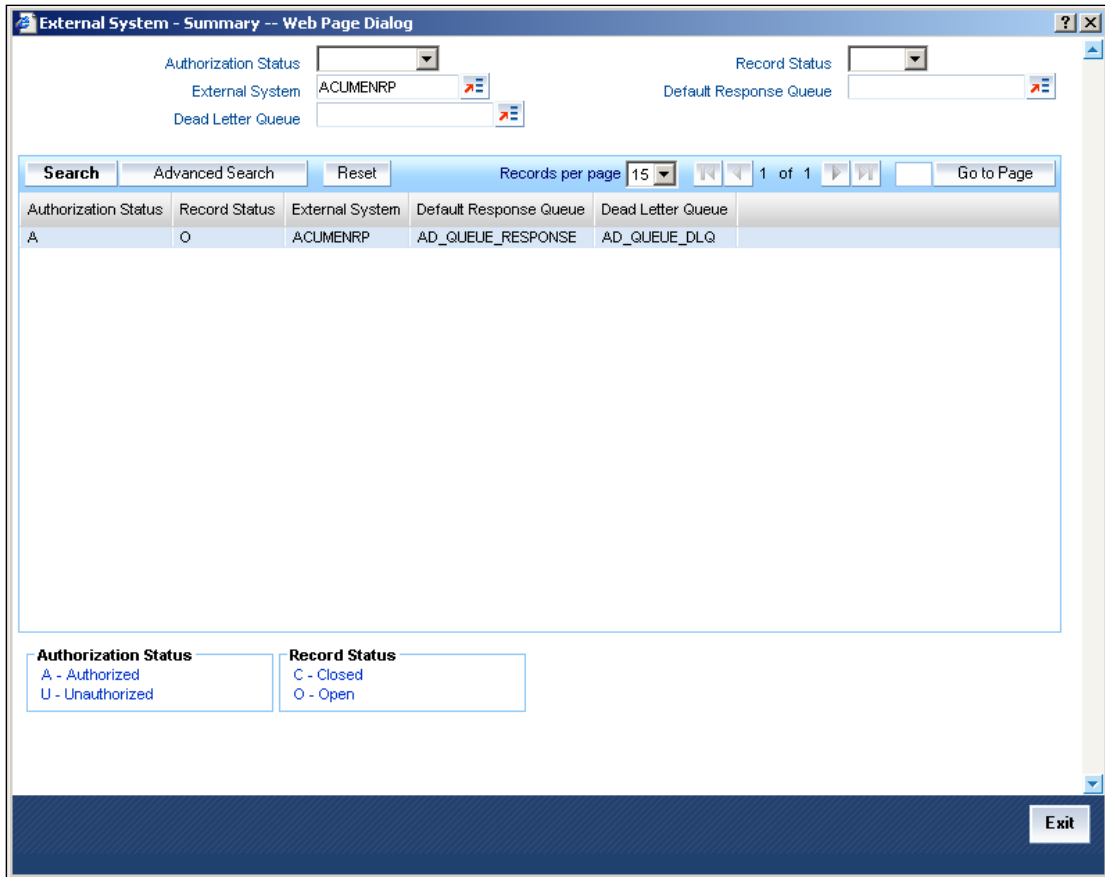 External System - Summary -- Web Page Dialog
Authorization Status
Record Status
External System ACUMENRP
Default Response Queue
Dead Letter Queue
Search Advanced Search Reset Records per page 15 1 of 1 Go to Page
Authorization Status Record Status External System Default Response Queue Dead Letter Queue
A O ACUMENRP AD_QUEUE_RESPONSE AD_QUEUE_DLQ
Authorization Status
A - Authorized
U - Unauthorized
Record Status
C - Closed
O - Open
Exit